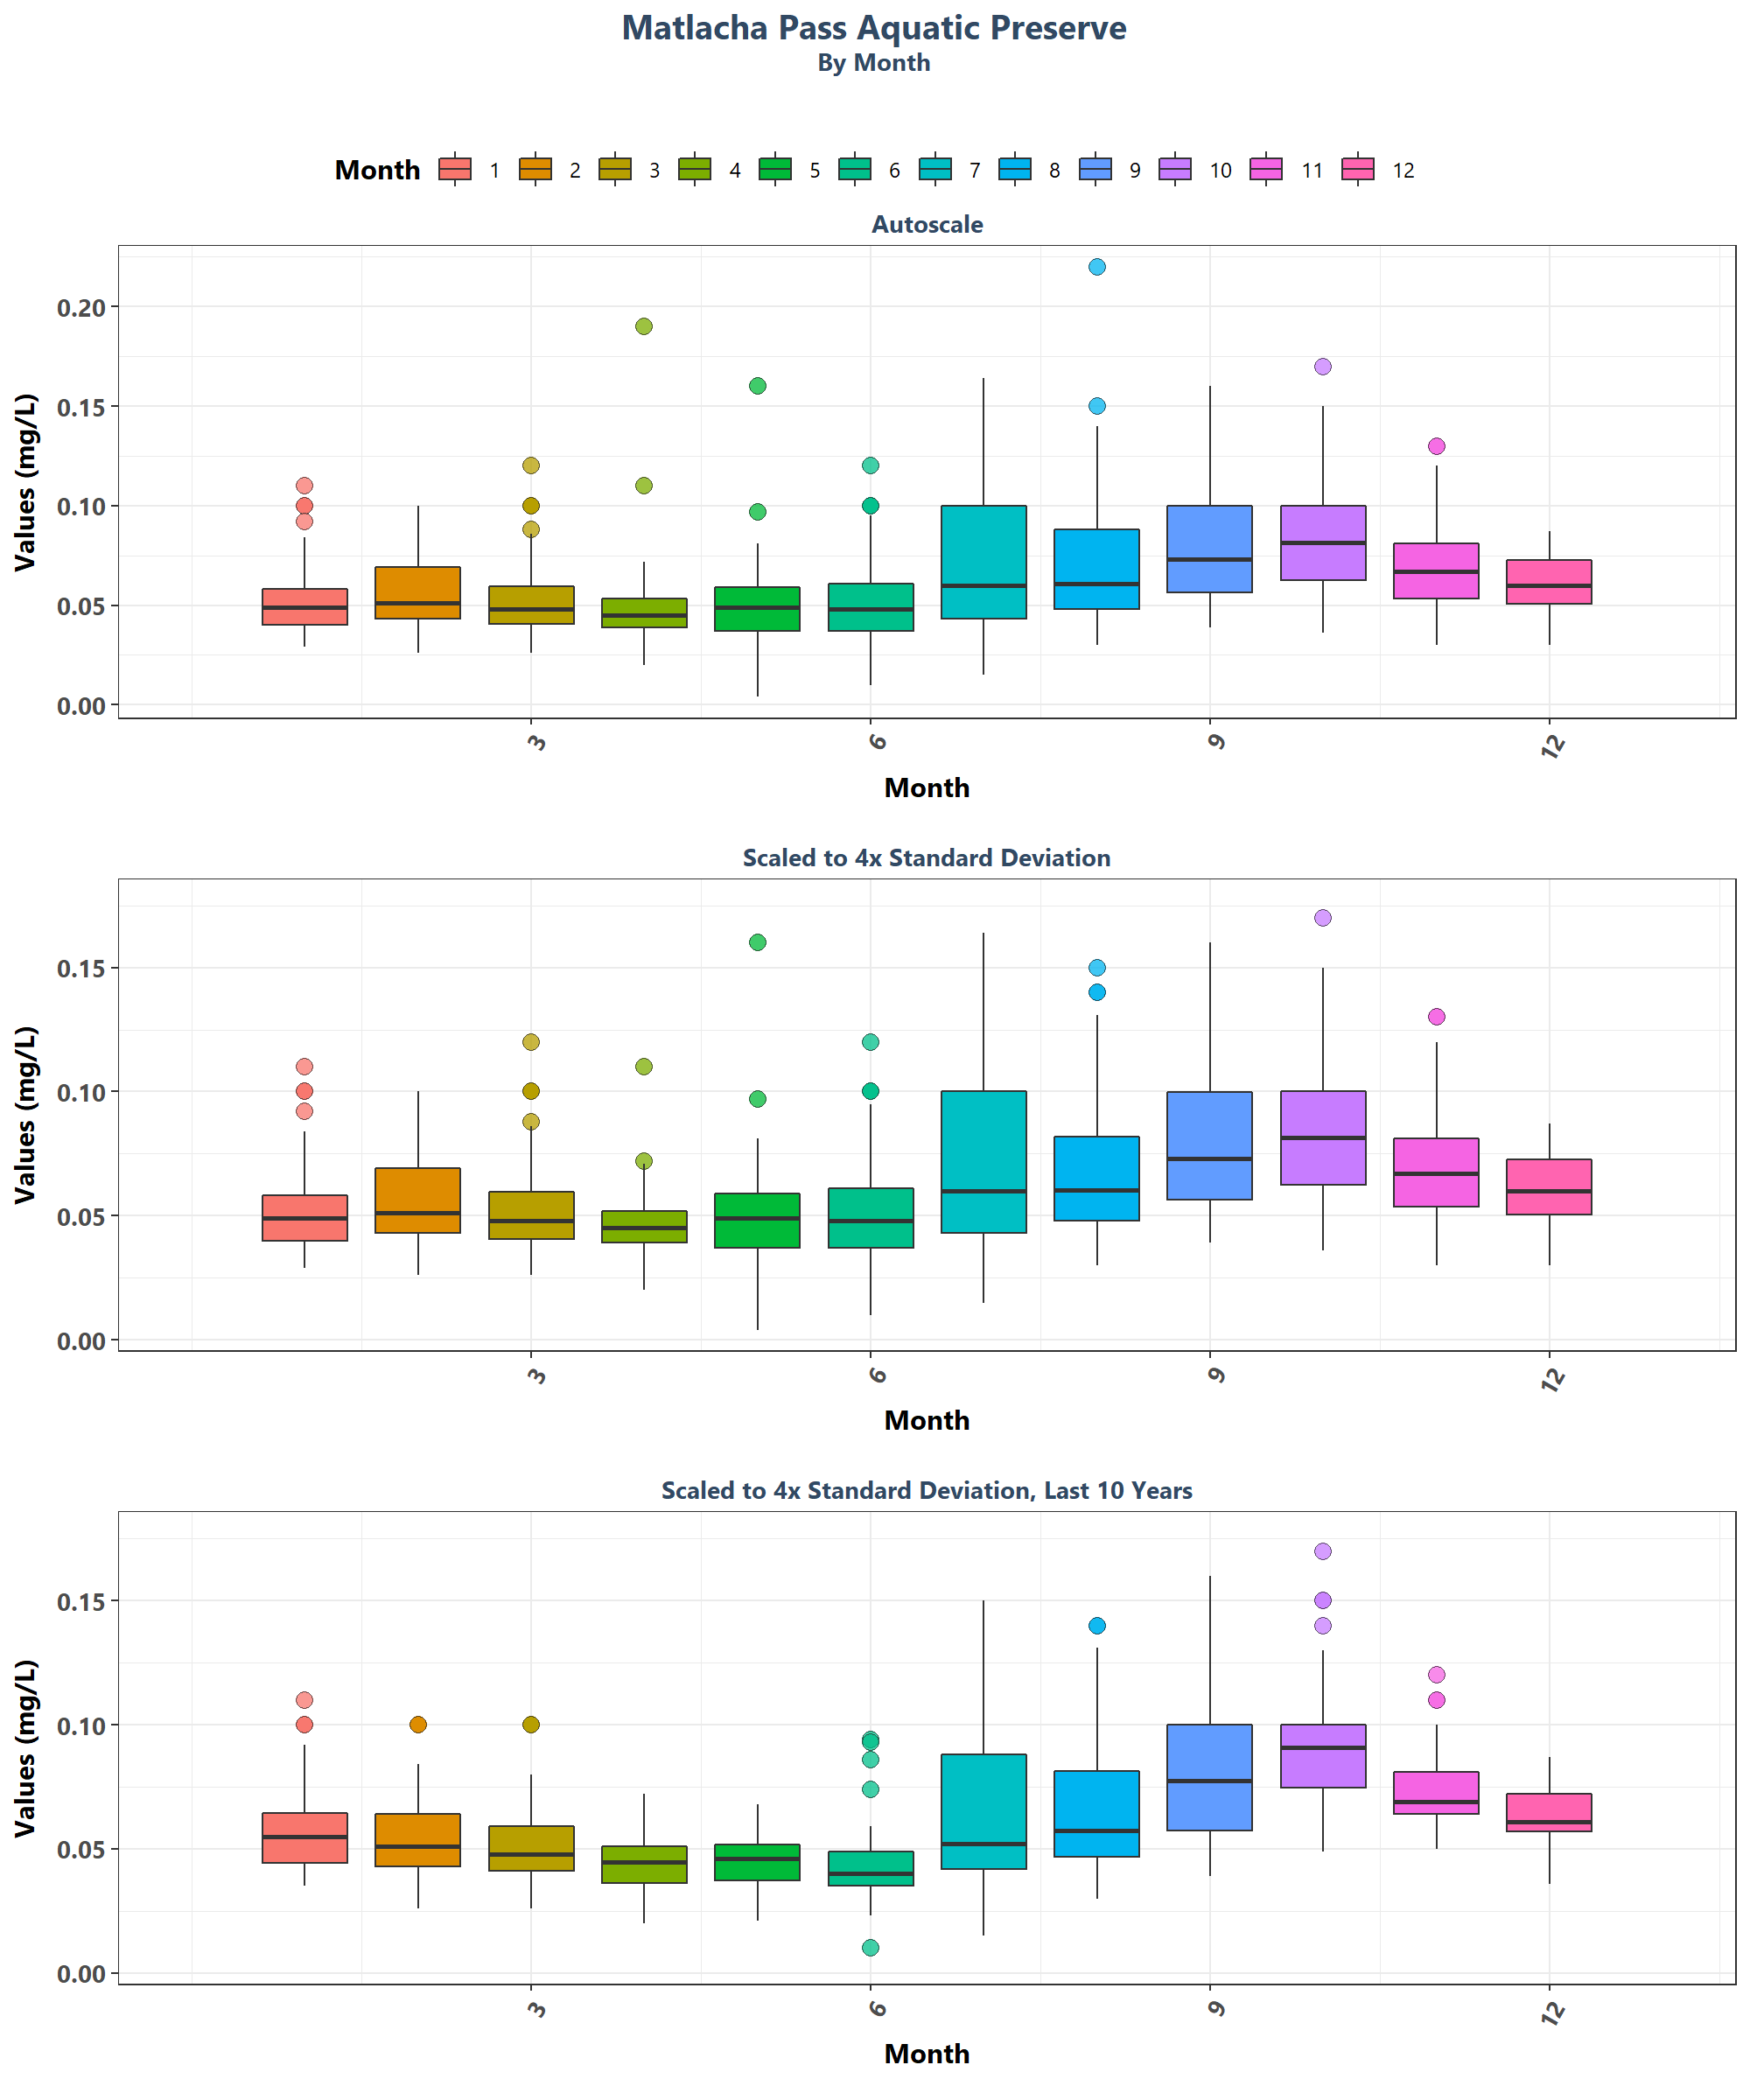 Matlacha Pass Aquatic Preserve
By Month
Month 1 2 3 4 5 6 7 8 9 10 11 12
Autoscale
Values (mg/L)
0.20
0.15
0.10
0.05
0.00
3 6 9 12
Month
Scaled to 4x Standard Deviation
Values (mg/L)
0.15
0.10
0.05
0.00
3 6 9 12
Month
Scaled to 4x Standard Deviation, Last 10 Years
Values (mg/L)
0.15
0.10
0.05
0.00
3 6 9 12
Month